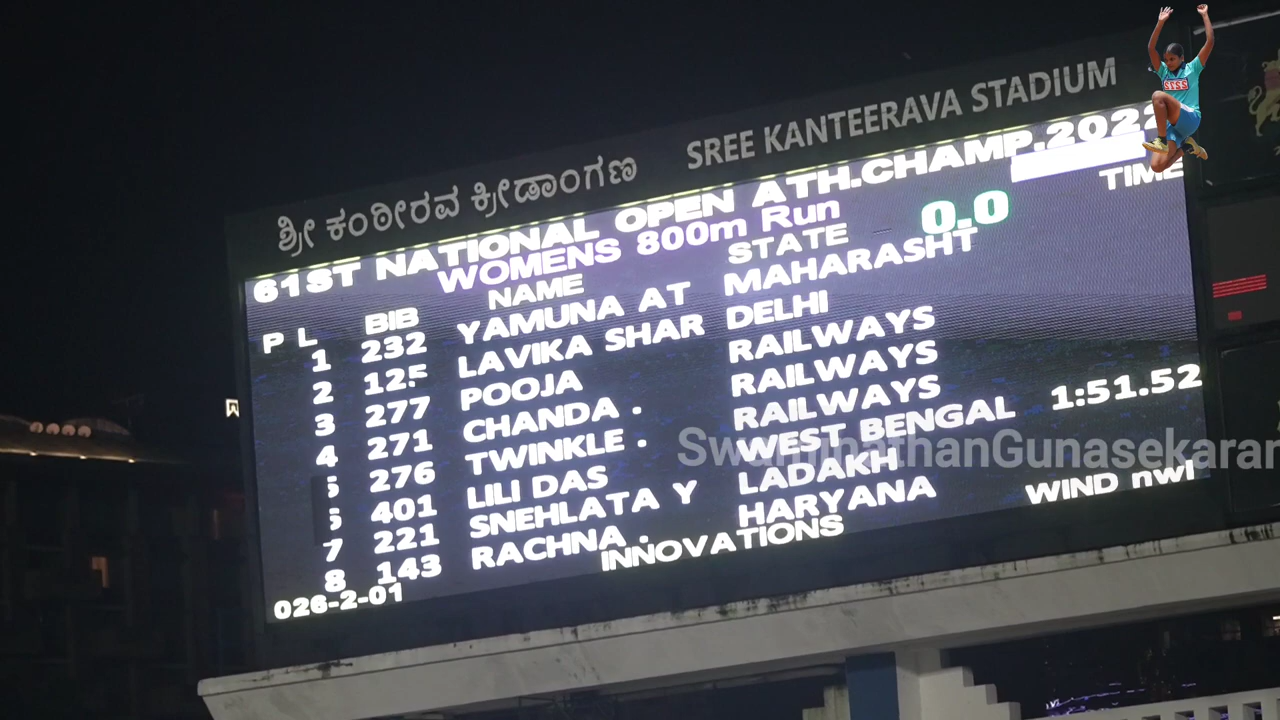 ಶ್ರೀ ಕಂಠೀರವ ಕ್ರೀಡಾಂಗಣ SREE KANTEERAVA STADIUM
61ST NATIONAL OPEN ATH.CHAMP.2022
WOMENS 800m Run 0.0
P L BIB NAME STATE TIME
1 232 YAMUNA AT MAHARASHT
2 125 LAVIKA SHAR DELHI
3 277 POOJA RAILWAYS
4 271 CHANDA . RAILWAYS
5 276 TWINKLE . RAILWAYS
401 LILI DAS WEST BENGAL 1:51.52
7 221 SNEHLATA Y LADAKH
8 143 RACHNA . HARYANA
026-2-01 INNOVATIONS WIND nwi
SwaminathanGunasekaran
SSSS